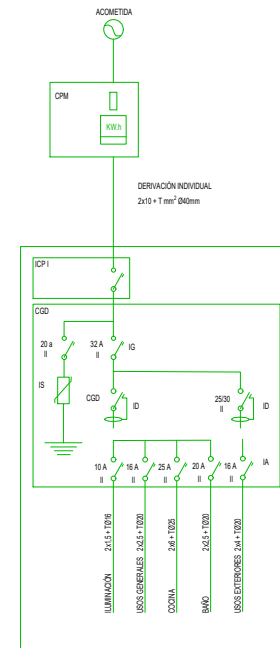 ACOMETIDA
CPM
KW.h
DERIVACIÓN INDIVIDUAL
2x10 + T mm² Ø40mm
ICP I
CGD
20 a
II
32 A
II
IG
IS
CGD
ID
25/30
II
ID
10 A
II
16 A
II
25 A
II
20 A
II
16 A
II
IA
ILUMINACIÓN 2x1,5 + TØ16
USOS GENERALES 2x2,5 + TØ20
COCINA 2x6 + TØ25
BAÑO 2x2,5 + TØ20
USOS EXTERIORES 2x4 + TØ20